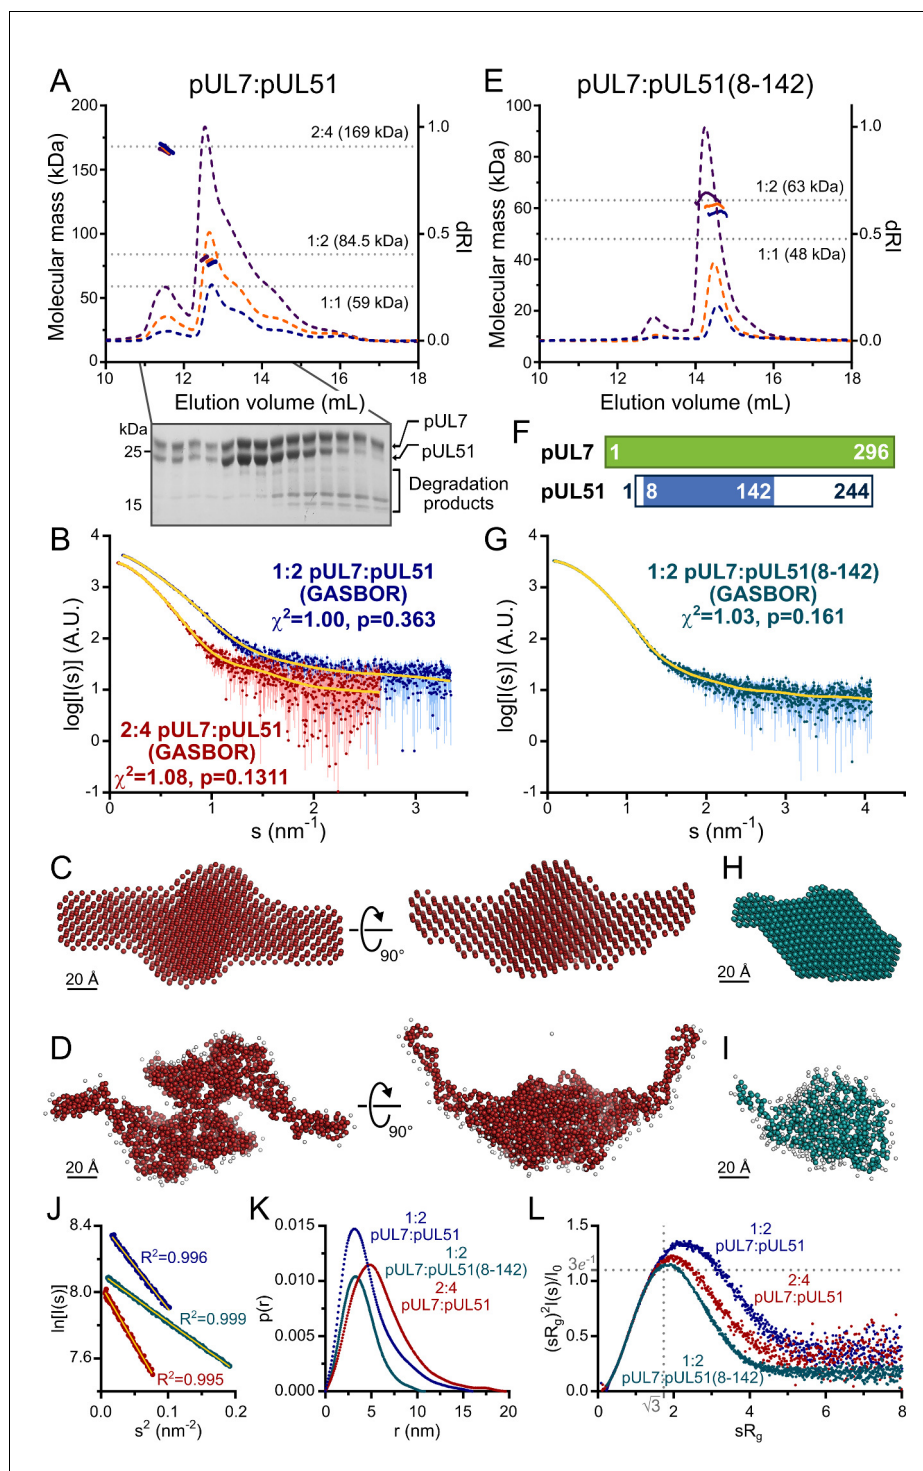 A
pUL7:pUL51
Molecular mass (kDa)
200
150
100
50
0
2:4 (169 kDa)
1:2 (84.5 kDa)
1:1 (59 kDa)
1.0
0.5
0.0
dRI
10 12 14 16 18
Elution volume (mL)
kDa
25
15
pUL7
pUL51
Degradation
products
E
pUL7:pUL51(8-142)
Molecular mass (kDa)
100
80
60
40
20
0
1:2 (63 kDa)
1:1 (48 kDa)
1.0
0.5
0.0
dRI
10 12 14 16 18
Elution volume (mL)
F
pUL7 1 296
pUL51 1 8 142 244
B
log[I(s)] (A.U.)
4
3
2
1
0
-1
1:2 pUL7:pUL51
(GASBOR)
χ²=1.00, p=0.363
2:4 pUL7:pUL51
(GASBOR)
χ²=1.08, p=0.1311
0 1 2 3
s (nm⁻¹)
G
log[I(s)] (A.U.)
4
3
2
1
0
-1
1:2 pUL7:pUL51(8-142)
(GASBOR)
χ²=1.03, p=0.161
0 1 2 3 4
s (nm⁻¹)
C
90°
20 Å
H
20 Å
D
90°
20 Å
I
20 Å
J
ln[I(s)]
8.4
8.0
7.6
R²=0.996
R²=0.999
R²=0.995
0.0 0.1 0.2
s² (nm⁻²)
K
p(r)
0.015
0.010
0.005
0.000
1:2
pUL7:pUL51
1:2
pUL7:pUL51(8-142)
2:4
pUL7:pUL51
0 5 10 15 20
r (nm)
L
(sRg)²I(s)/I₀
1.5
3e⁻¹
1.0
0.5
0.0
1:2
pUL7:pUL51
2:4
pUL7:pUL51
1:2
pUL7:pUL51(8-142)
√3
0 2 4 6 8
sRg